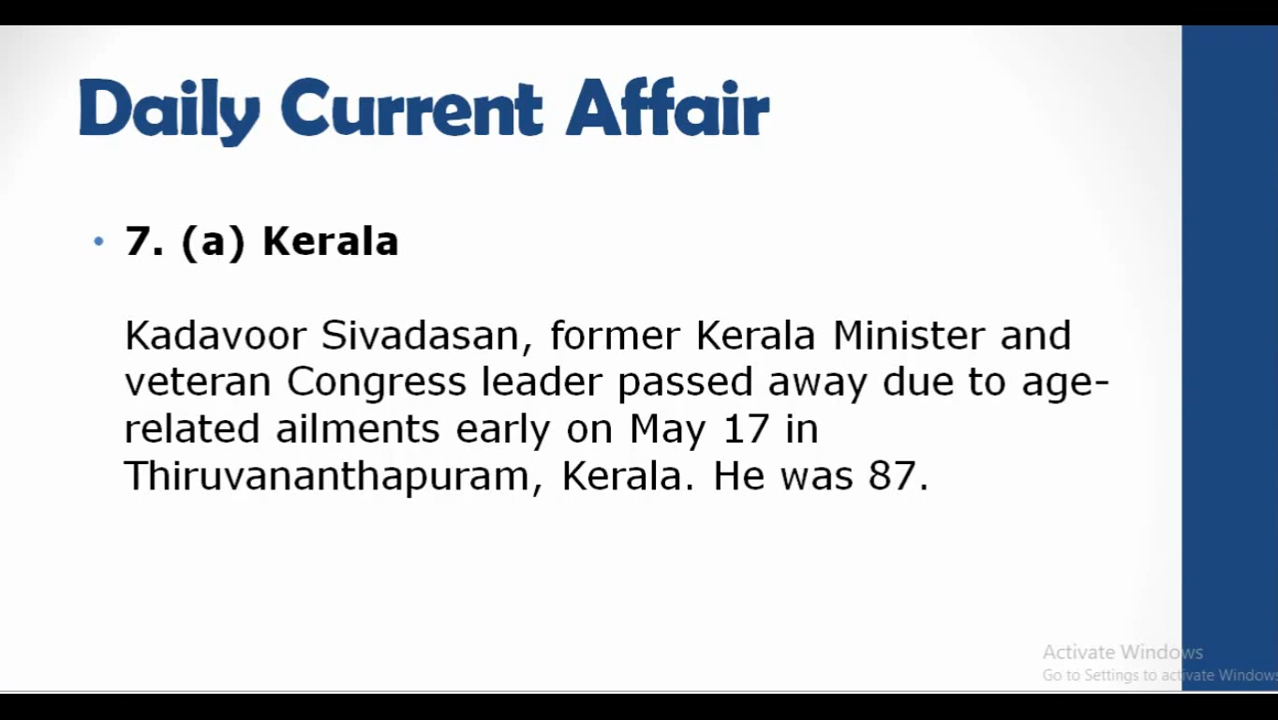 Daily Current Affair
• 7. (a) Kerala
Kadavoor Sivadasan, former Kerala Minister and
veteran Congress leader passed away due to age-
related ailments early on May 17 in
Thiruvananthapuram, Kerala. He was 87.
Activate Windows
Go to Settings to activate Windows